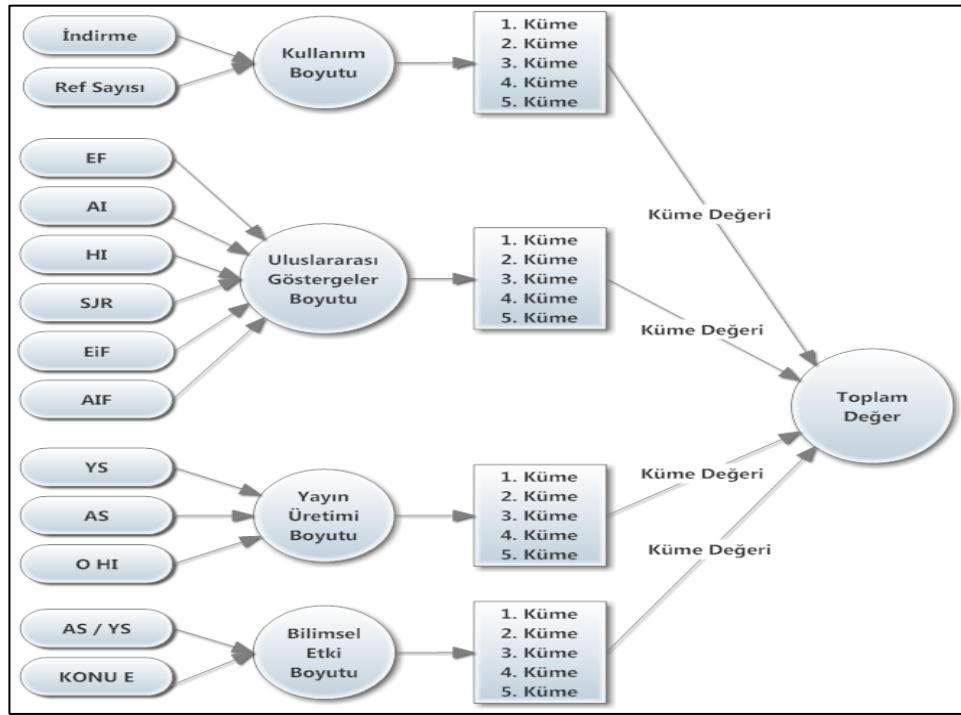 İndirme
Ref Sayısı
Kullanım
Boyutu
1. Küme
2. Küme
3. Küme
4. Küme
5. Küme
EF
AI
HI
SJR
EiF
AIF
Uluslararası
Göstergeler
Boyutu
1. Küme
2. Küme
3. Küme
4. Küme
5. Küme
YS
AS
O HI
Yayın
Üretimi
Boyutu
1. Küme
2. Küme
3. Küme
4. Küme
5. Küme
AS / YS
KONU E
Bilimsel
Etki
Boyutu
1. Küme
2. Küme
3. Küme
4. Küme
5. Küme
Küme Değeri
Küme Değeri
Küme Değeri
Küme Değeri
Toplam
Değer